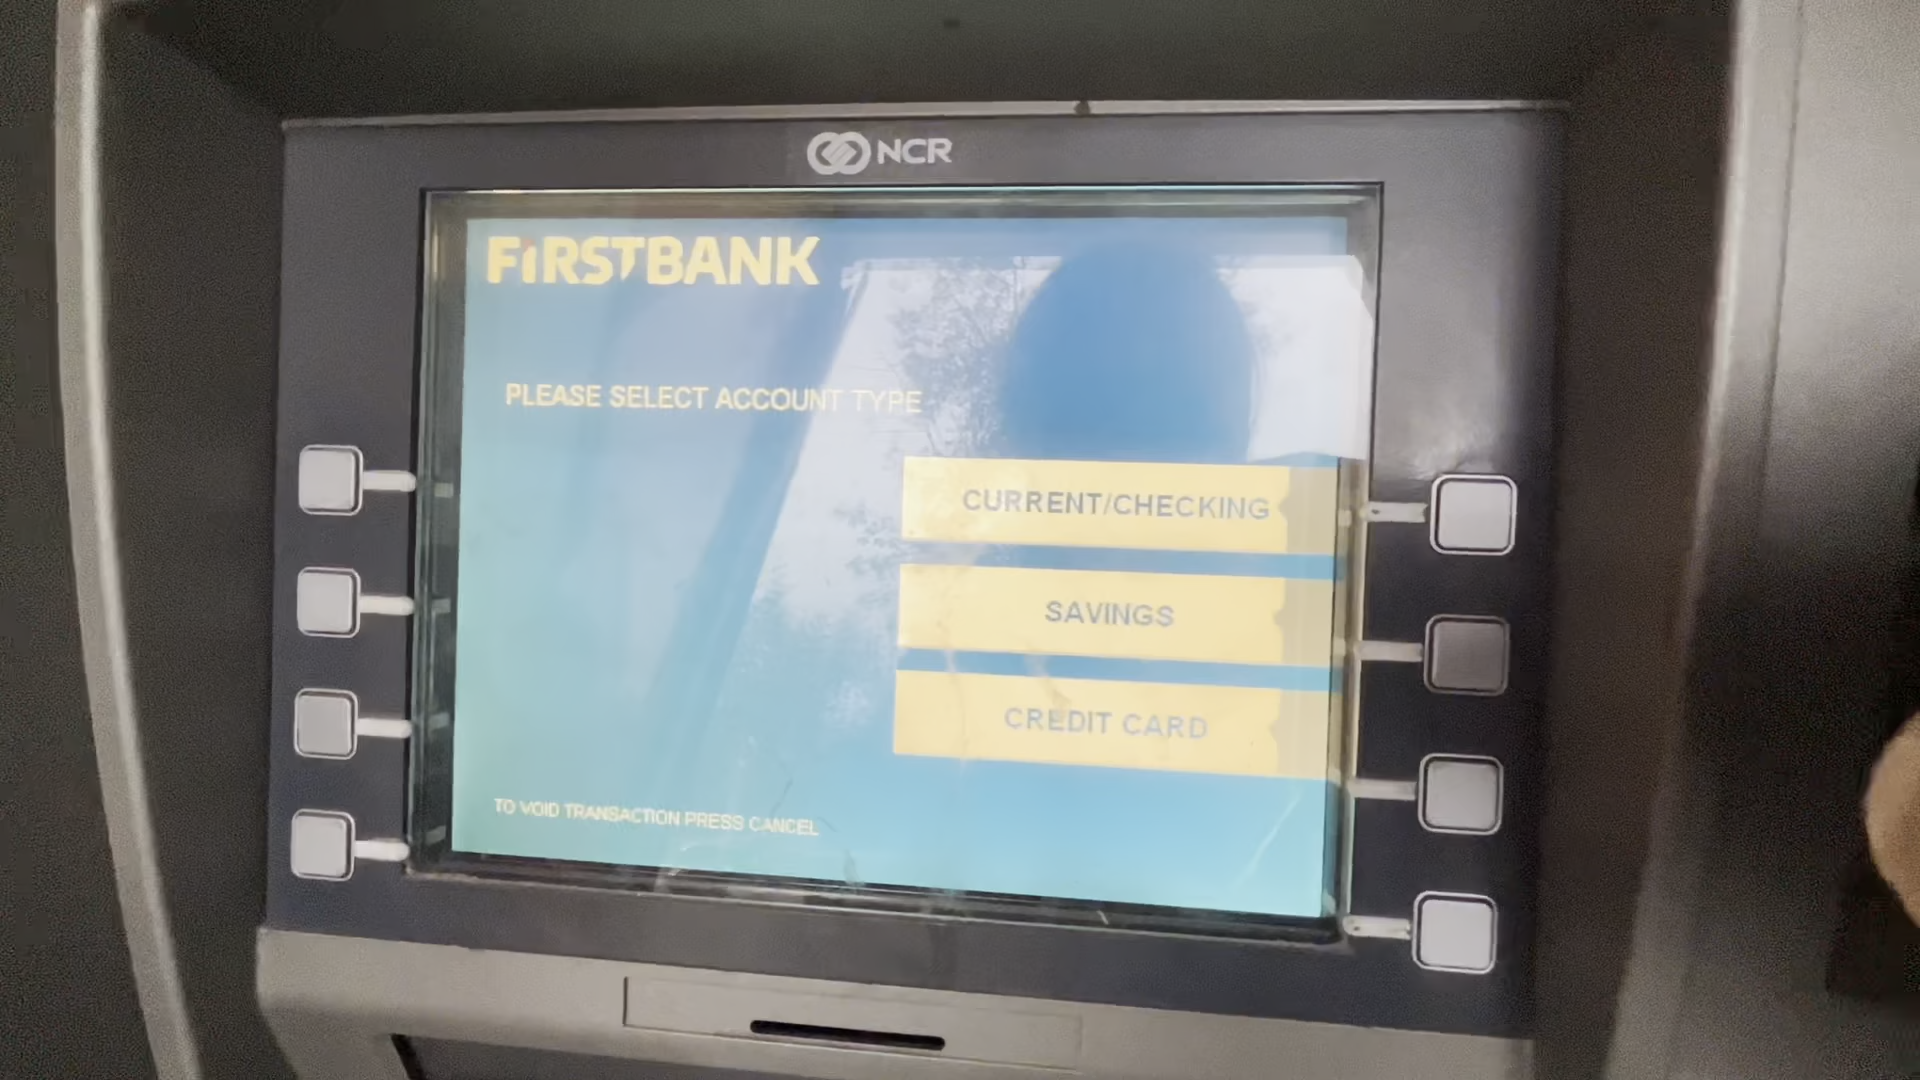 NCR
FiRSTBANK
PLEASE SELECT ACCOUNT TYPE
CURRENT/CHECKING
SAVINGS
CREDIT CARD
TO VOID TRANSACTION PRESS CANCEL